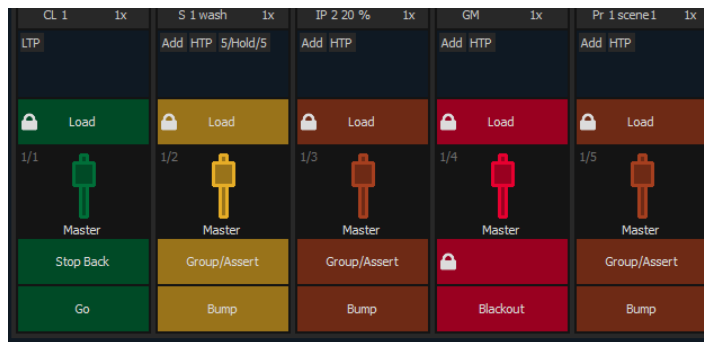 CL 1 1x S 1 wash 1x IP 2 20 % 1x GM 1x Pr 1 scene1 1x
LTP Add HTP 5/Hold/5 Add HTP Add HTP Add HTP
Load Load Load Load Load
1/1 1/2 1/3 1/4 1/5
Master Master Master Master Master
Stop Back Group/Assert Group/Assert Group/Assert
Go Bump Bump Blackout Bump